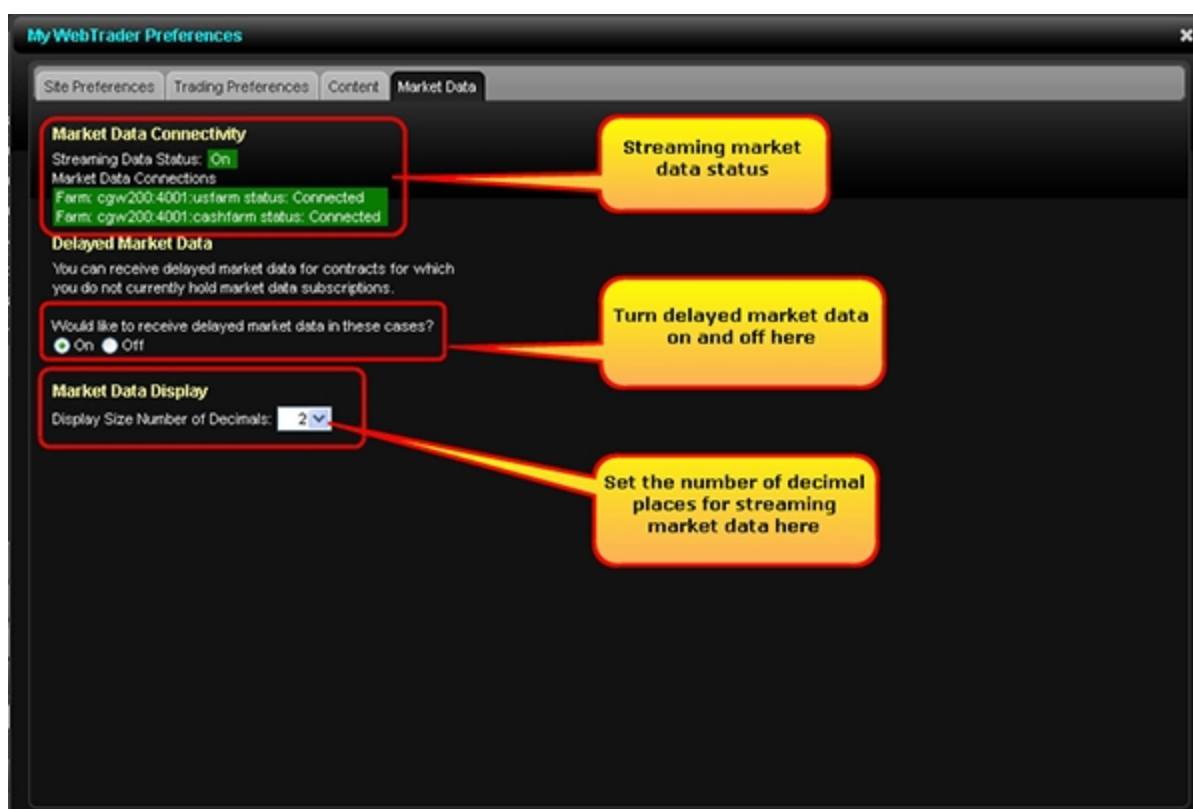 My WebTrader Preferences
Site Preferences Trading Preferences Content Market Data
Market Data Connectivity
Streaming Data Status: On
Market Data Connections
Farm: cgw200:4001:usfarm status: Connected
Farm: cgw200:4001:cashfarm status: Connected
Streaming market
data status
Delayed Market Data
You can receive delayed market data for contracts for which
you do not currently hold market data subscriptions.
Would like to receive delayed market data in these cases?
On Off
Turn delayed market data
on and off here
Market Data Display
Display Size Number of Decimals: 2
Set the number of decimal
places for streaming
market data here